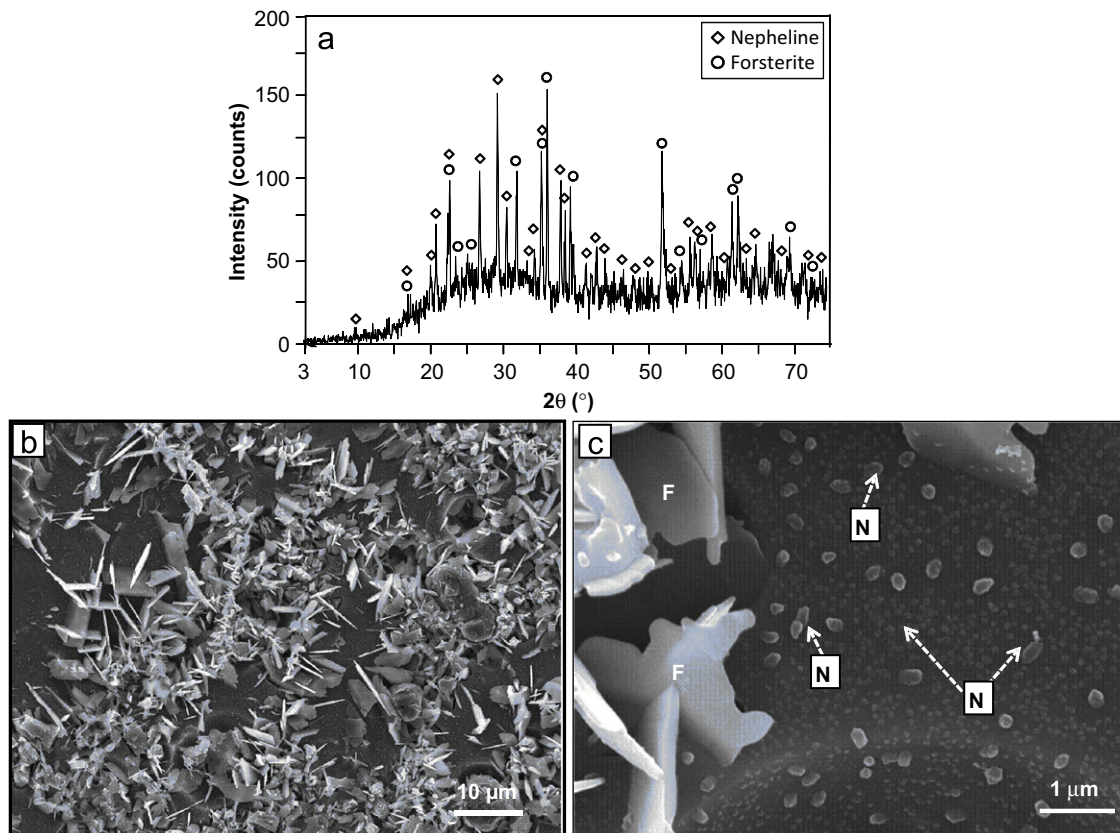 a
Nepheline
Forsterite
Intensity (counts)
200
150
100
50
0
3 10 20 30 40 50 60 70
2θ (°)
b
10 µm
c
F
N
F
N
N
1 µm